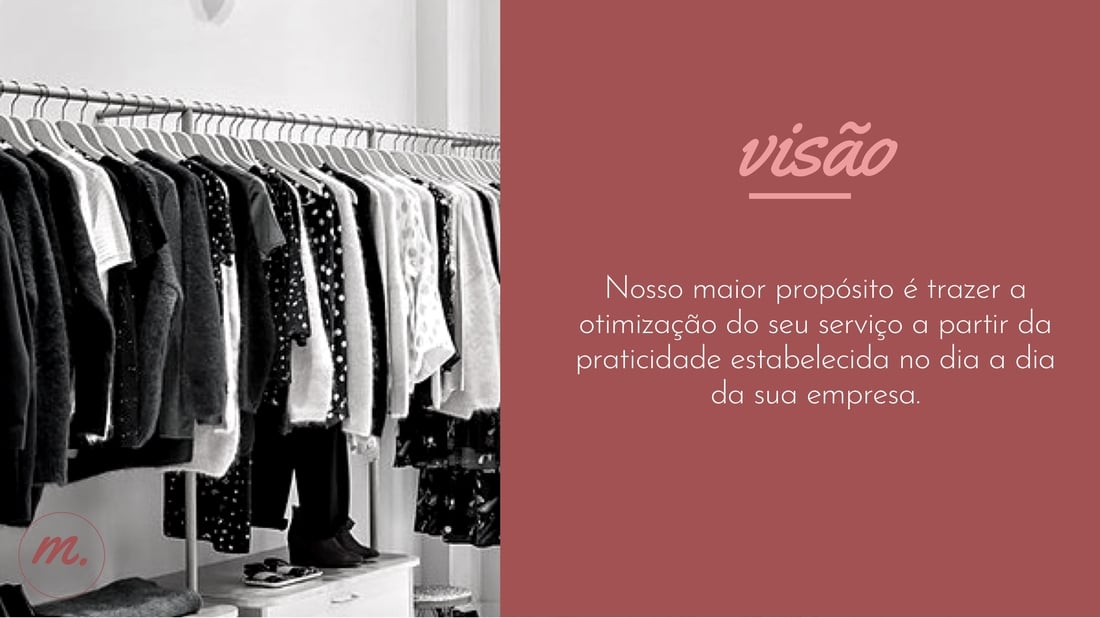 visão
Nosso maior propósito é trazer a
otimização do seu serviço a partir da
praticidade estabelecida no dia a dia
da sua empresa.
m.